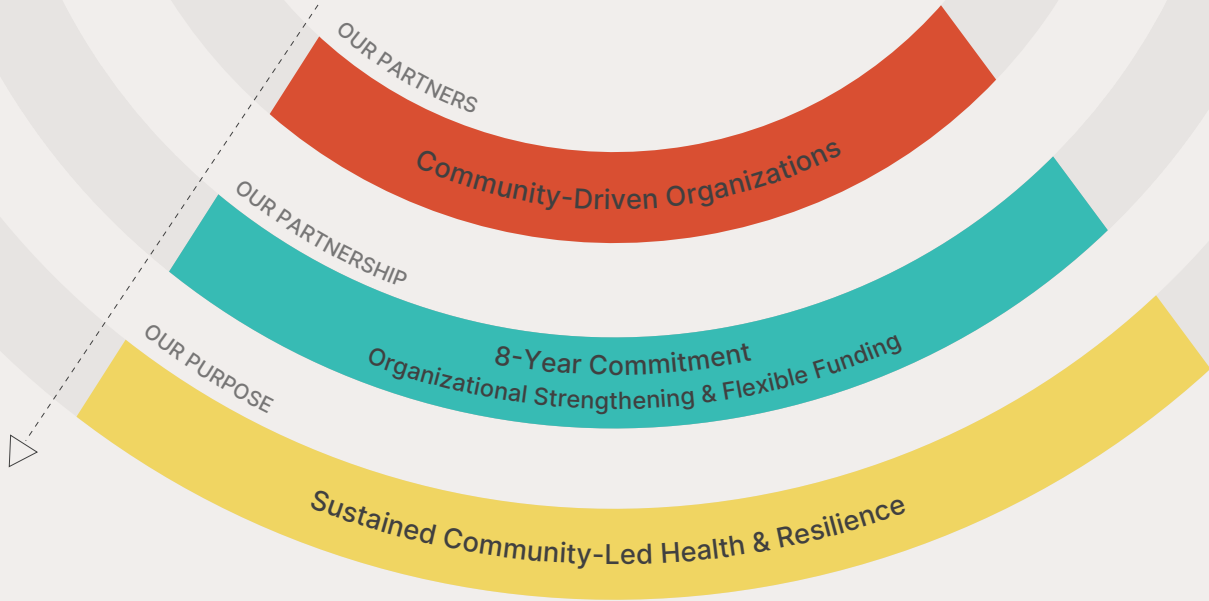 OUR PARTNERS
Community-Driven Organizations
OUR PARTNERSHIP
8-Year Commitment
Organizational Strengthening & Flexible Funding
OUR PURPOSE
Sustained Community-Led Health & Resilience